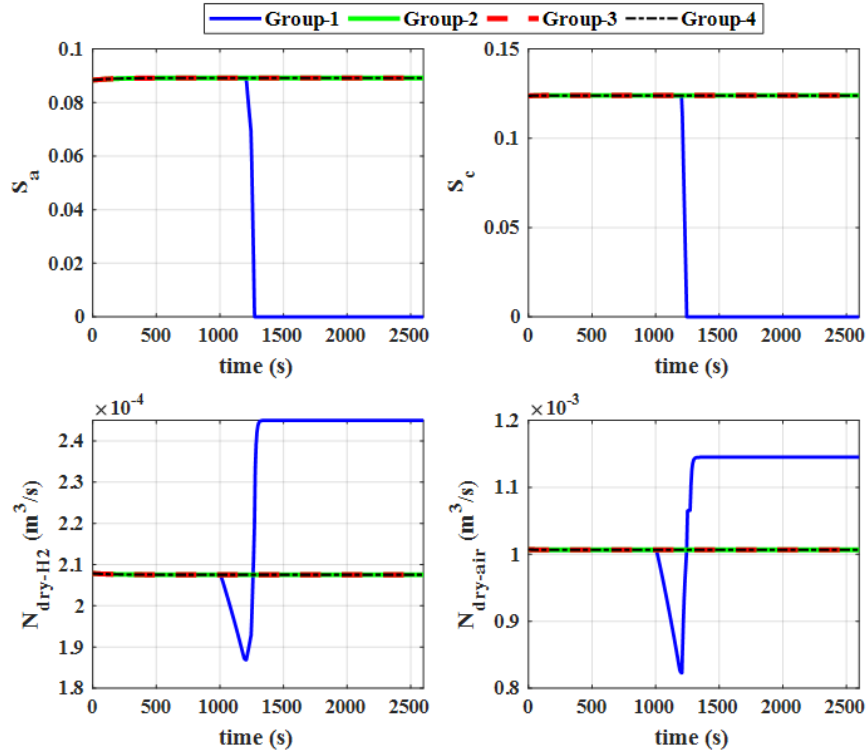 Group-1 Group-2 Group-3 Group-4
0.1
0.08
0.06
0.04
0.02
0
S_a
0 500 1000 1500 2000 2500
time (s)
0.15
0.1
0.05
0
S_c
0 500 1000 1500 2000 2500
time (s)
×10^-4
2.4
2.3
2.2
2.1
2
1.9
1.8
N_dry-H2 (m^3/s)
0 500 1000 1500 2000 2500
time (s)
×10^-3
1.2
1.1
1
0.9
0.8
N_dry-air (m^3/s)
0 500 1000 1500 2000 2500
time (s)